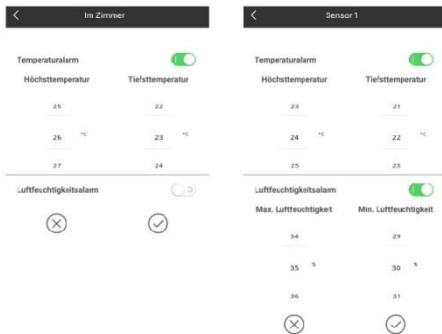 Im Zimmer
Temperaturalarm
Höchsttemperatur Tiefsttemperatur
25 22
26 °C 23 °C
27 24
Luftfeuchtigkeitsalarm
Sensor 1
Temperaturalarm
Höchsttemperatur Tiefsttemperatur
23 21
24 °C 22 °C
25 23
Luftfeuchtigkeitsalarm
Max. Luftfeuchtigkeit Min. Luftfeuchtigkeit
34 29
35 % 30 %
36 31